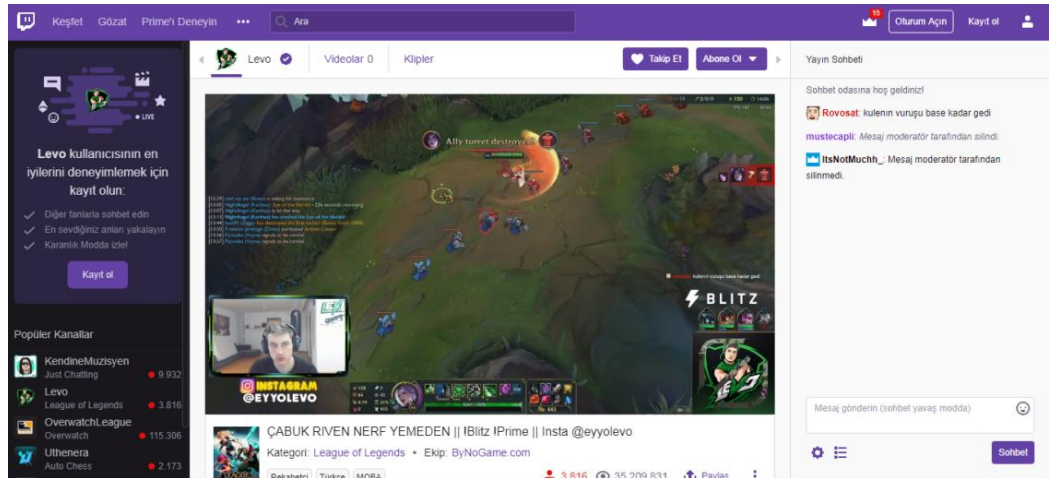 Keşfet Gözat Prime'ı Deneyin ••• Ara 15 Oturum Açın Kayıt ol
Levo kullanıcısının en
iyilerini deneyimlemek için
kayıt olun:
Diğer fanlarla sohbet edin
En sevdiğiniz anları yakalayın
Karanlık Modda izle!
Kayıt ol
LIVE
Popüler Kanallar
KendineMuzisyen
Just Chatting 9.932
Levo
League of Legends 3.816
OverwatchLeague
Overwatch 115.306
Uthenera
Auto Chess 2.173
Levo Videolar 0 Klipler Takip Et Abone Ol
Ally turret destroyed!
kulenin vuruşu base kadar gedi
BLITZ
INSTAGRAM
@EYYOLEVO
ÇABUK RIVEN NERF YEMEDEN || !Blitz !Prime || Insta @eyyolevo
Kategori: League of Legends • Ekip: ByNoGame.com
Rekabetçi Türkçe MOBA 3.816 35.209.831 Paylaş
Yayın Sohbeti
Sohbet odasına hoş geldiniz!
Rovosat: kulenin vuruşu base kadar gedi
mustecapli: Mesaj moderatör tarafından silindi.
ItsNotMuchh_: Mesaj moderatör tarafından
silinmedi.
Mesaj gönderin (sohbet yavaş modda)
Sohbet